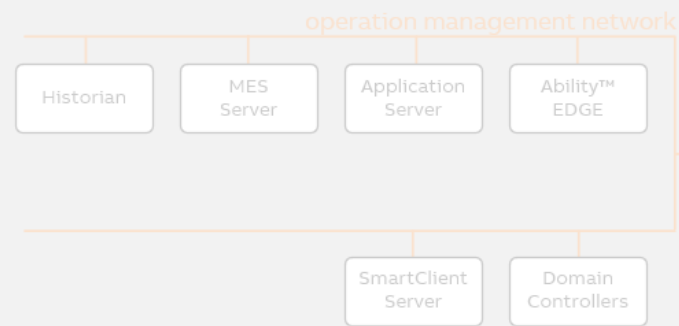 operation management network
Historian
MES
Server
Application
Server
Ability™
EDGE
SmartClient
Server
Domain
Controllers